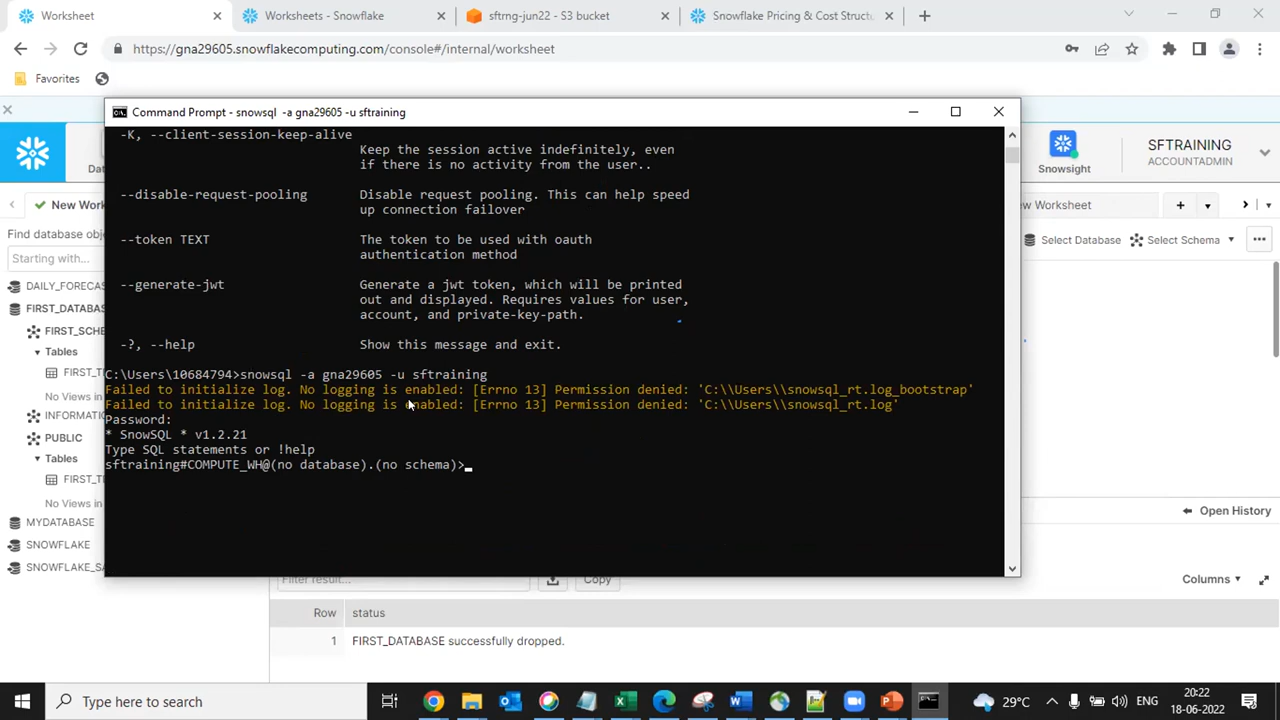 Worksheet
Worksheets - Snowflake
sftrng-jun22 - S3 bucket
Snowflake Pricing & Cost Struct
https://gna29605.snowflakecomputing.com/console#/internal/worksheet
Favorites
Command Prompt - snowsql -a gna29605 -u sftraining
Dat
Snowsight
SFTRAINING
ACCOUNTADMIN
New Work
ew Worksheet
Find database obje
Starting with...
Select Database
Select Schema
DAILY_FORECAS
FIRST_DATABAS
FIRST_SCHE
Tables
FIRST_T
No Views in
INFORMATIO
PUBLIC
Tables
FIRST_T
No Views in
MYDATABASE
SNOWFLAKE
SNOWFLAKE_SA
-K, --client-session-keep-alive
Keep the session active indefinitely, even
if there is no activity from the user..
--disable-request-pooling Disable request pooling. This can help speed
up connection failover
--token TEXT The token to be used with oauth
authentication method
--generate-jwt Generate a jwt token, which will be printed
out and displayed. Requires values for user,
account, and private-key-path.
-?, --help Show this message and exit.
C:\Users\10684794>snowsql -a gna29605 -u sftraining
Failed to initialize log. No logging is enabled: [Errno 13] Permission denied: 'C:\\Users\\snowsql_rt.log_bootstrap'
Failed to initialize log. No logging is enabled: [Errno 13] Permission denied: 'C:\\Users\\snowsql_rt.log'
Password:
* SnowSQL * v1.2.21
Type SQL statements or !help
sftraining#COMPUTE_WH@(no database).(no schema)>
Open History
Filter result...
Copy
Columns
Row status
1 FIRST_DATABASE successfully dropped.
Type here to search
29°C
ENG
20:22
18-06-2022